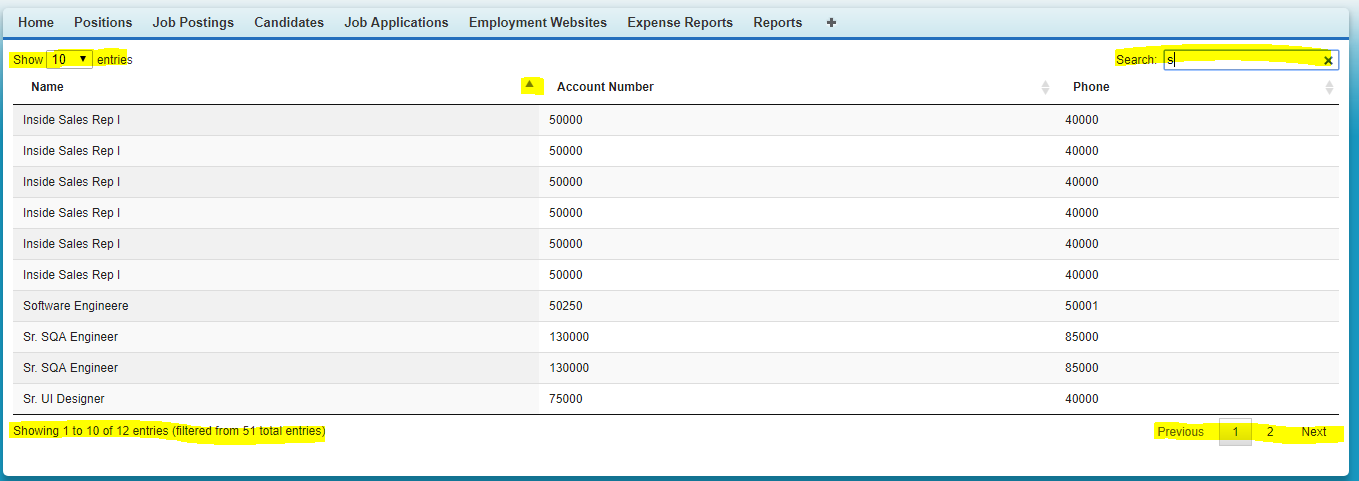 Home Positions Job Postings Candidates Job Applications Employment Websites Expense Reports Reports
Show 10 entries Search: s
Name Account Number Phone
Inside Sales Rep I 50000 40000
Inside Sales Rep I 50000 40000
Inside Sales Rep I 50000 40000
Inside Sales Rep I 50000 40000
Inside Sales Rep I 50000 40000
Inside Sales Rep I 50000 40000
Software Engineere 50250 50001
Sr. SQA Engineer 130000 85000
Sr. SQA Engineer 130000 85000
Sr. UI Designer 75000 40000
Showing 1 to 10 of 12 entries (filtered from 51 total entries) Previous 1 2 Next